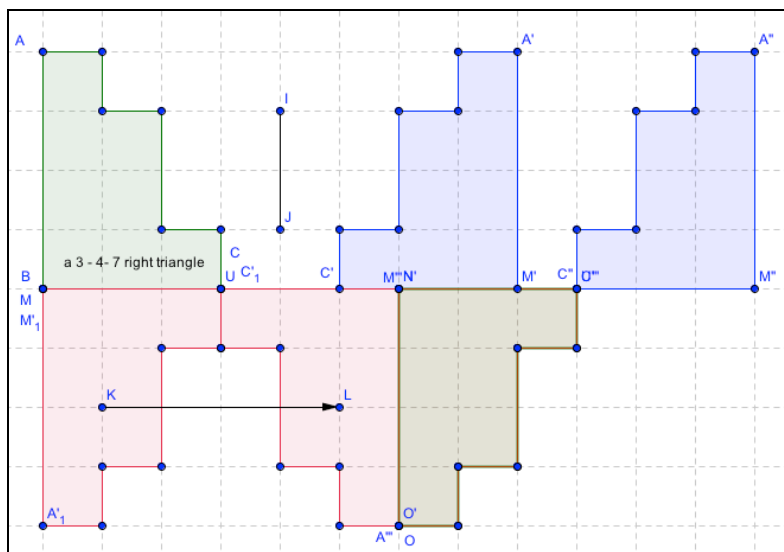 A
A'
A"
I
J
C
a 3 - 4- 7 right triangle
B
U
C'₁
C'
M'''
N'
M'
C"
M"
M
M'₁
K
L
A'₁
O'
A'''
O